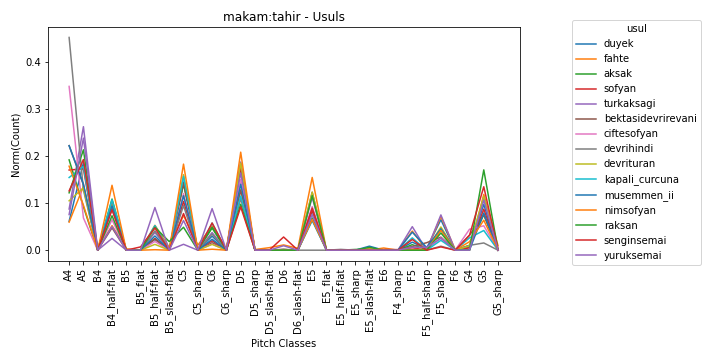 makam:tahir - Usuls
Norm(Count)
0.4
0.3
0.2
0.1
0.0
A4
A5
B4
B4_half-flat
B5
B5_flat
B5_half-flat
B5_slash-flat
C5
C5_sharp
C6
C6_sharp
D5
D5_sharp
D5_slash-flat
D6
D6_slash-flat
E5
E5_flat
E5_half-flat
E5_sharp
E5_slash-flat
E6
F4_sharp
F5
F5_half-sharp
F5_sharp
F6
G4
G5
G5_sharp
Pitch Classes
usul
duyek
fahte
aksak
sofyan
turkaksagi
bektasidevrirevani
ciftesofyan
devrihindi
devrituran
kapali_curcuna
musemmen_ii
nimsofyan
raksan
senginsemai
yuruksemai